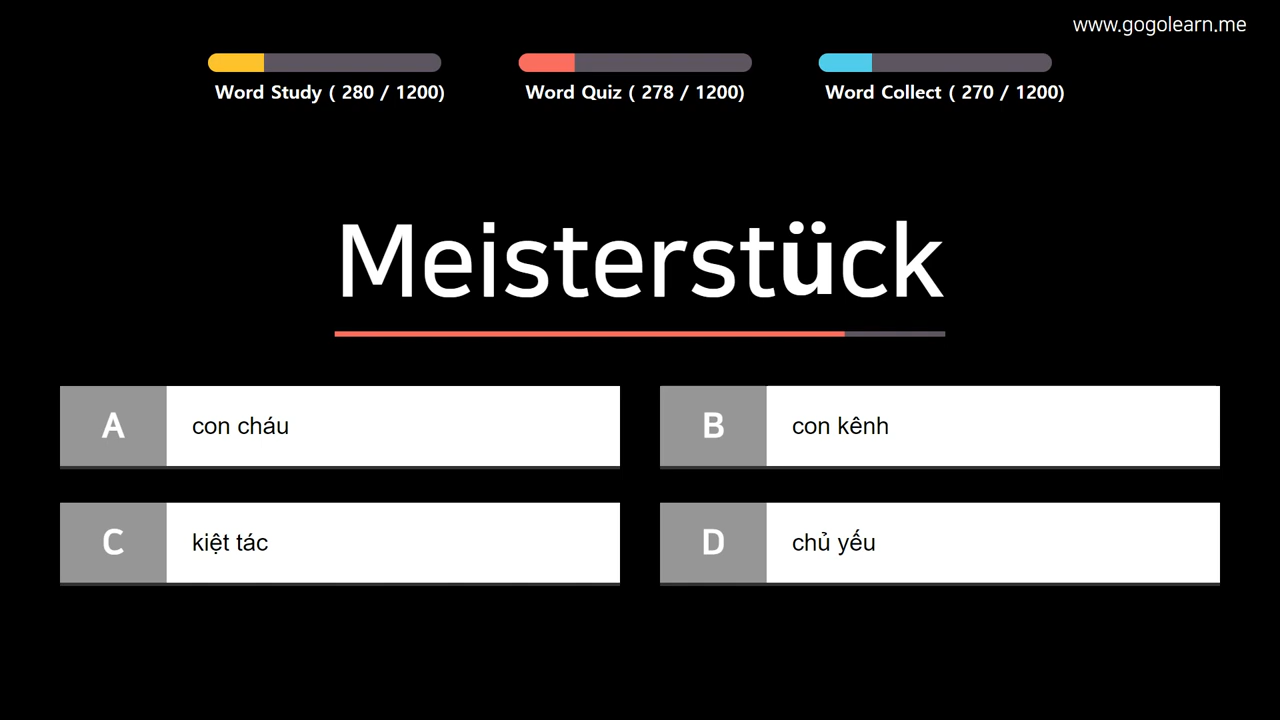 www.gogolearn.me
Word Study ( 280 / 1200)
Word Quiz ( 278 / 1200)
Word Collect ( 270 / 1200)
Meisterstück
A
con cháu
B
con kênh
C
kiệt tác
D
chủ yếu